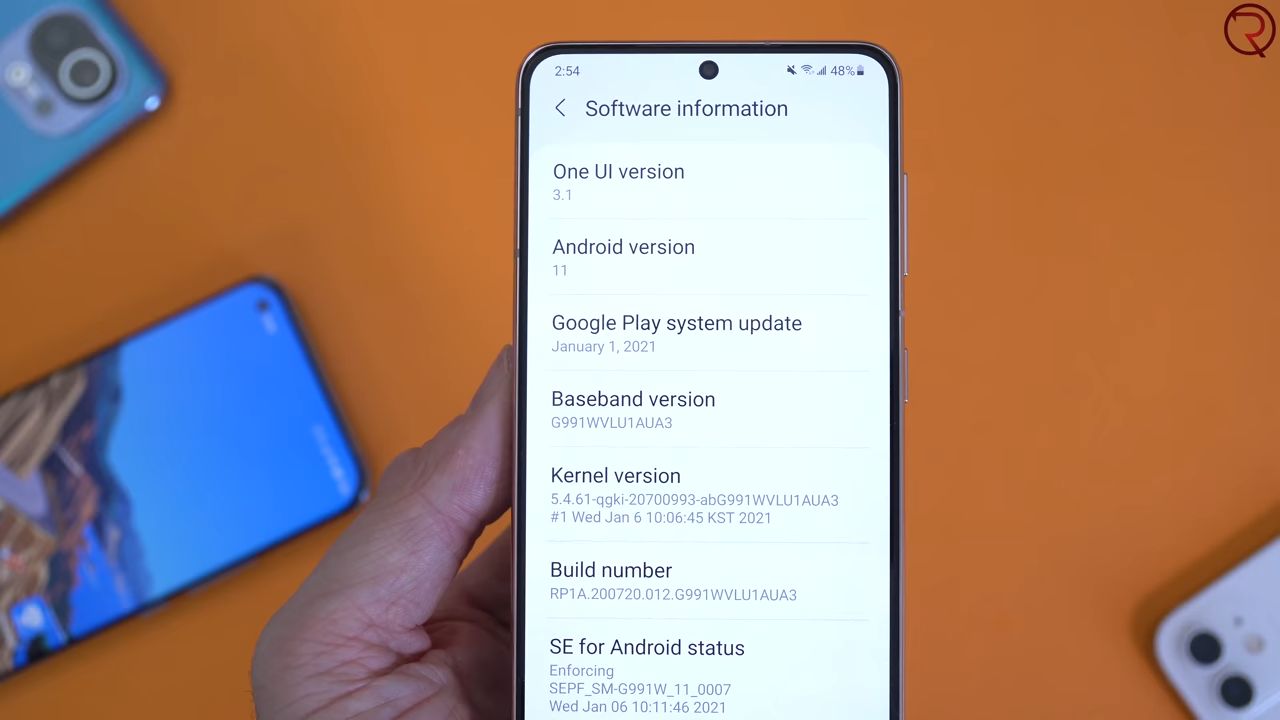 2:54 48%
Software information
One UI version
3.1
Android version
11
Google Play system update
January 1, 2021
Baseband version
G991WVLU1AUA3
Kernel version
5.4.61-qgki-20700993-abG991WVLU1AUA3
#1 Wed Jan 6 10:06:45 KST 2021
Build number
RP1A.200720.012.G991WVLU1AUA3
SE for Android status
Enforcing
SEPF_SM-G991W_11_0007
Wed Jan 06 10:11:46 2021